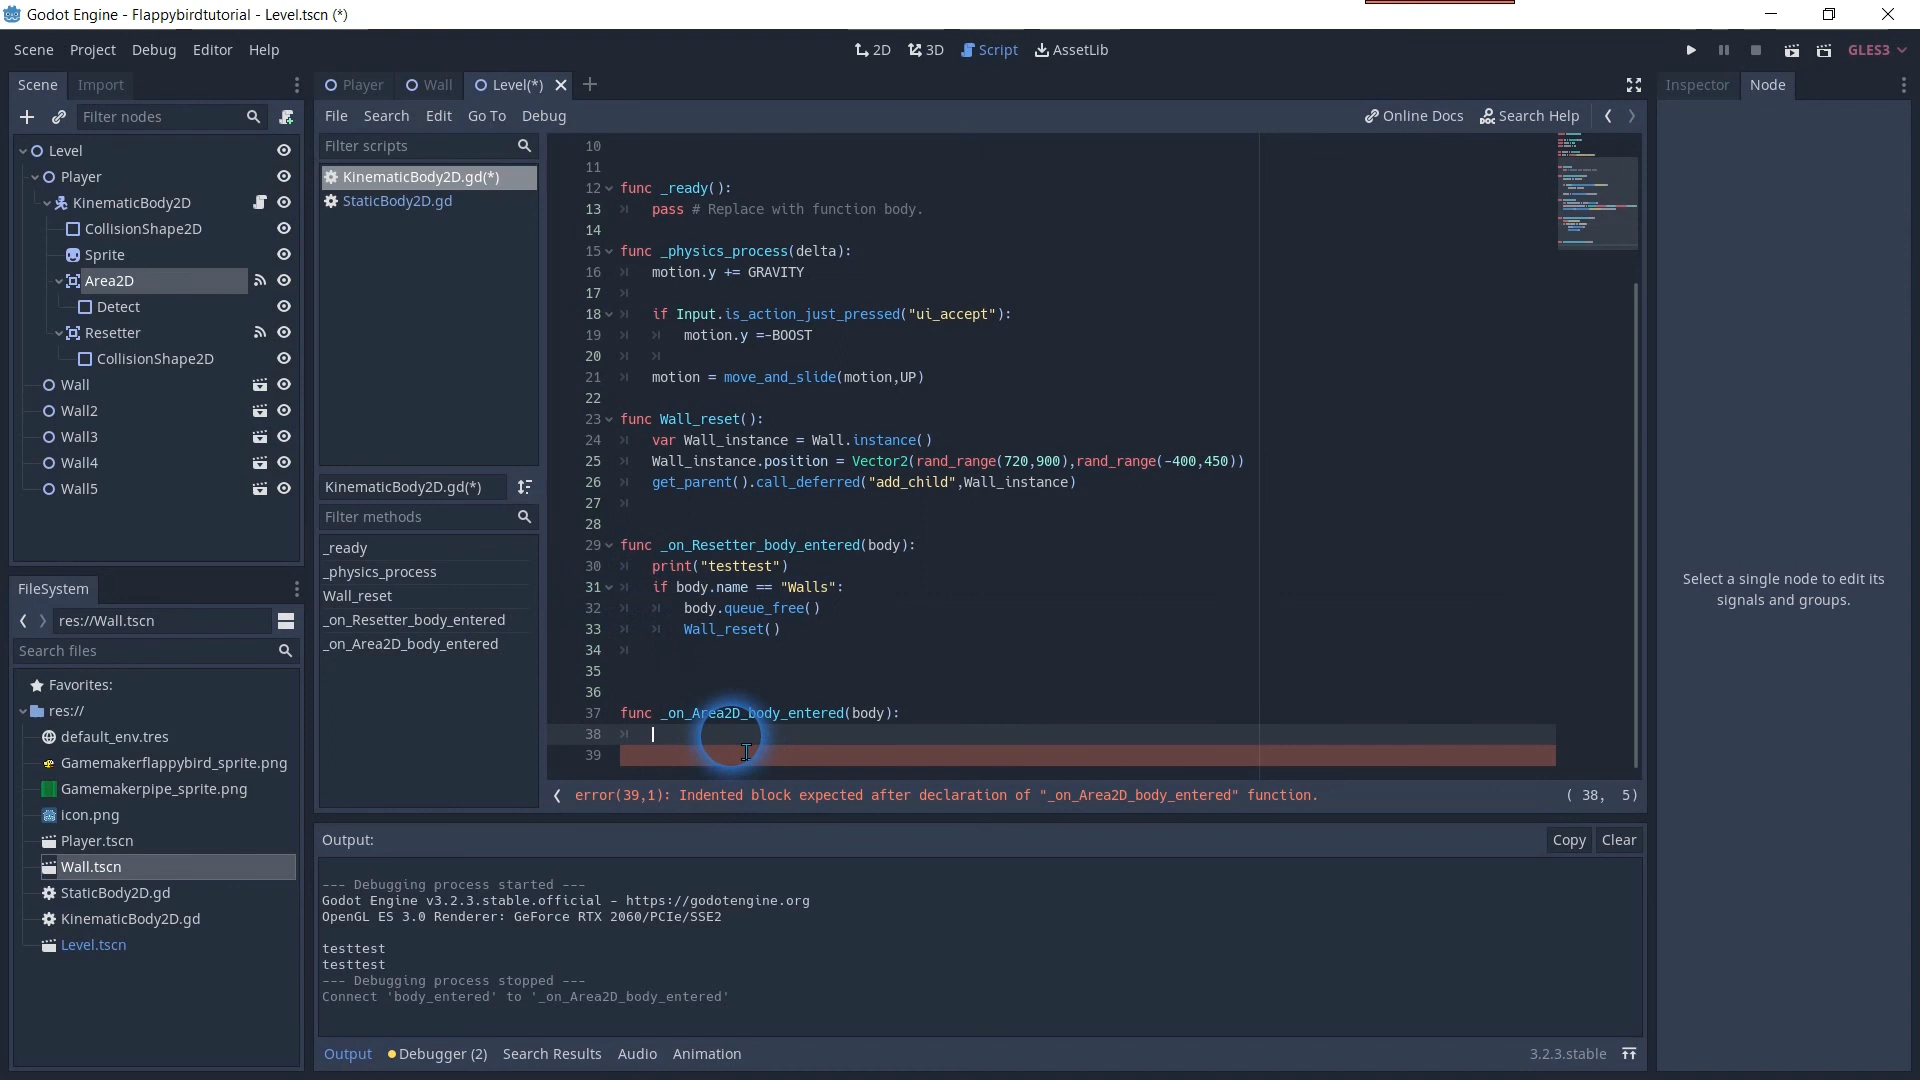 Godot Engine - Flappybirdtutorial - Level.tscn (*)
Scene Project Debug Editor Help
2D 3D Script AssetLib
GLES3
Scene Import
Filter nodes
Level
Player
KinematicBody2D
CollisionShape2D
Sprite
Area2D
Detect
Resetter
CollisionShape2D
Wall
Wall2
Wall3
Wall4
Wall5
FileSystem
res://Wall.tscn
Search files
Favorites:
res://
default_env.tres
Gamemakerflappybird_sprite.png
Gamemakerpipe_sprite.png
icon.png
Player.tscn
Wall.tscn
StaticBody2D.gd
KinematicBody2D.gd
Level.tscn
Player Wall Level(*)
File Search Edit Go To Debug
Online Docs Search Help
Filter scripts
KinematicBody2D.gd(*)
StaticBody2D.gd
KinematicBody2D.gd(*)
Filter methods
_ready
_physics_process
Wall_reset
_on_Resetter_body_entered
_on_Area2D_body_entered
10
11
12 func _ready():
13 pass # Replace with function body.
14
15 func _physics_process(delta):
16 motion.y += GRAVITY
17
18 if Input.is_action_just_pressed("ui_accept"):
19 motion.y =-BOOST
20
21 motion = move_and_slide(motion,UP)
22
23 func Wall_reset():
24 var Wall_instance = Wall.instance()
25 Wall_instance.position = Vector2(rand_range(720,900),rand_range(-400,450))
26 get_parent().call_deferred("add_child",Wall_instance)
27
28
29 func _on_Resetter_body_entered(body):
30 print("testtest")
31 if body.name == "Walls":
32 body.queue_free()
33 Wall_reset()
34
35
36
37 func _on_Area2D_body_entered(body):
38
39
error(39,1): Indented block expected after declaration of "_on_Area2D_body_entered" function.
( 38, 5)
Output:
Copy Clear
--- Debugging process started ---
Godot Engine v3.2.3.stable.official - https://godotengine.org
OpenGL ES 3.0 Renderer: GeForce RTX 2060/PCIe/SSE2
testtest
testtest
--- Debugging process stopped ---
Connect 'body_entered' to '_on_Area2D_body_entered'
Output Debugger (2) Search Results Audio Animation
3.2.3.stable
Inspector Node
Select a single node to edit its
signals and groups.